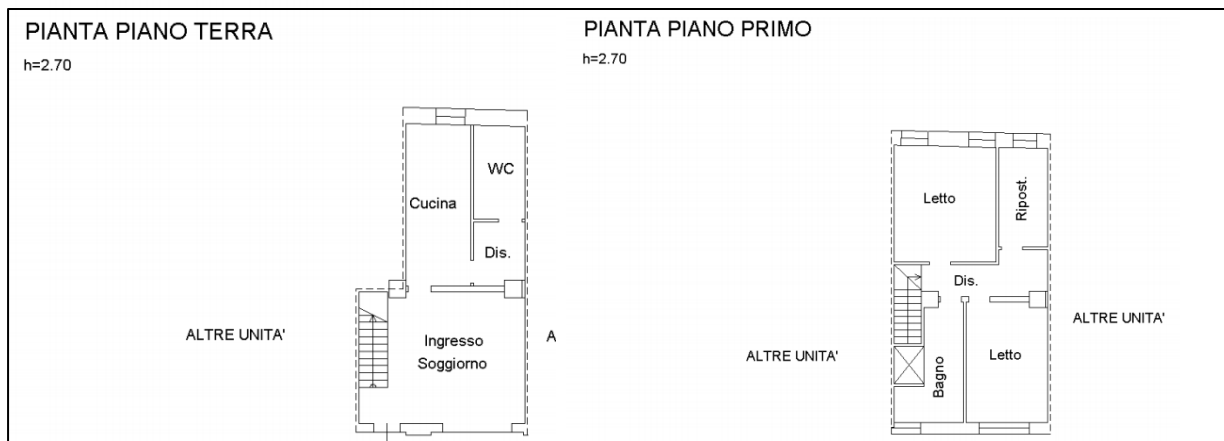 PIANTA PIANO TERRA
h=2.70
WC
Cucina
Dis.
ALTRE UNITA'
Ingresso
Soggiorno
A
PIANTA PIANO PRIMO
h=2.70
Letto
Ripost.
Dis.
ALTRE UNITA'
ALTRE UNITA'
Bagno
Letto